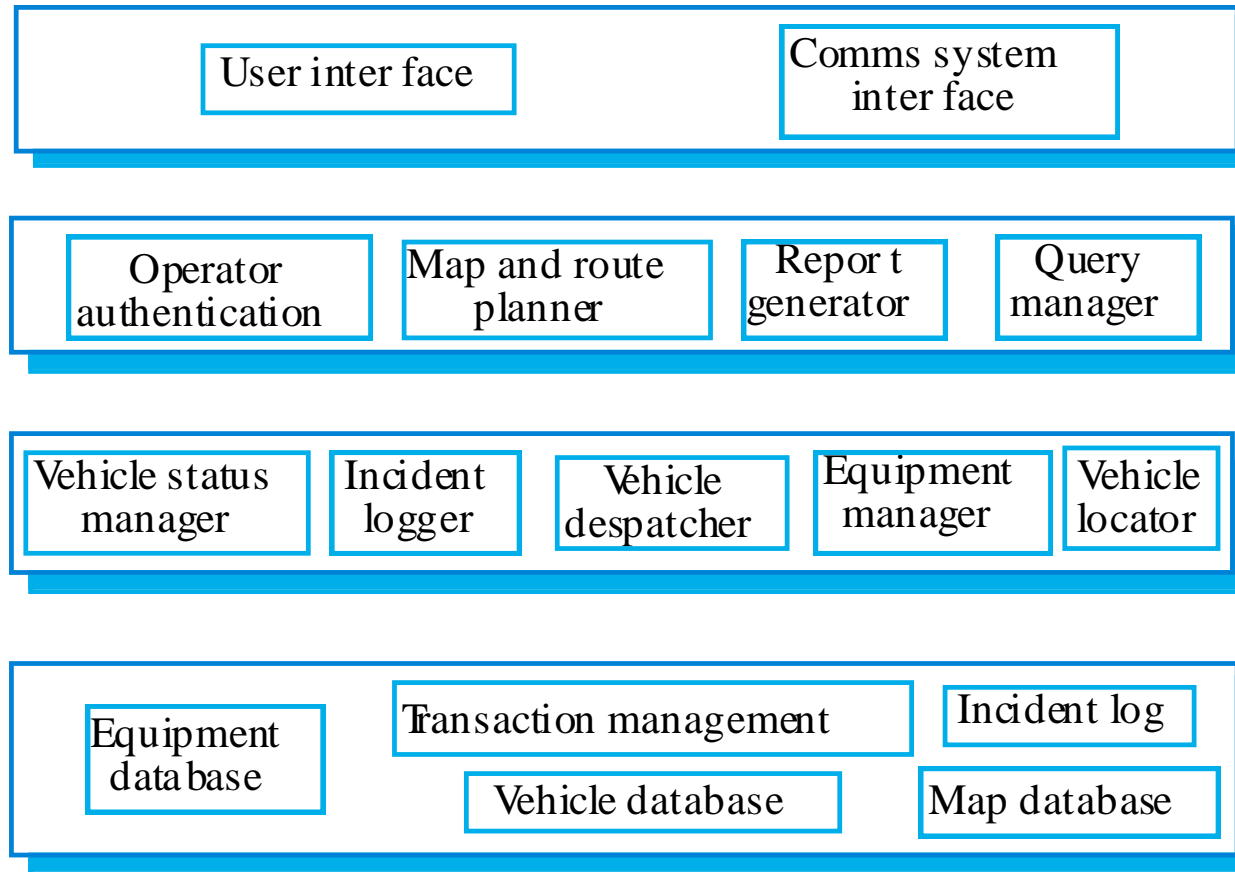 User inter face
Comms system
inter face
Operator
authentication
Map and route
planner
Repor t
generator
Query
manager
Vehicle status
manager
Incident
logger
Vehicle
despatcher
Equipment
manager
Vehicle
locator
Equipment
database
Transaction management
Incident log
Vehicle database
Map database